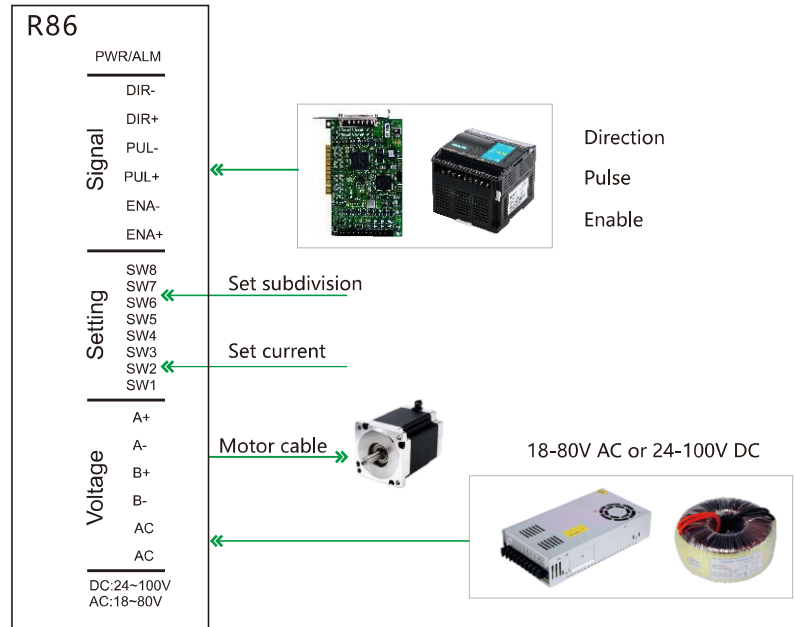 R86
PWR/ALM
Signal
DIR-
DIR+
PUL-
PUL+
ENA-
ENA+
Direction
Pulse
Enable
Setting
SW8
SW7
SW6
SW5
SW4
SW3
SW2
SW1
Set subdivision
Set current
Voltage
A+
A-
B+
B-
AC
AC
Motor cable
18-80V AC or 24-100V DC
DC:24~100V
AC:18~80V